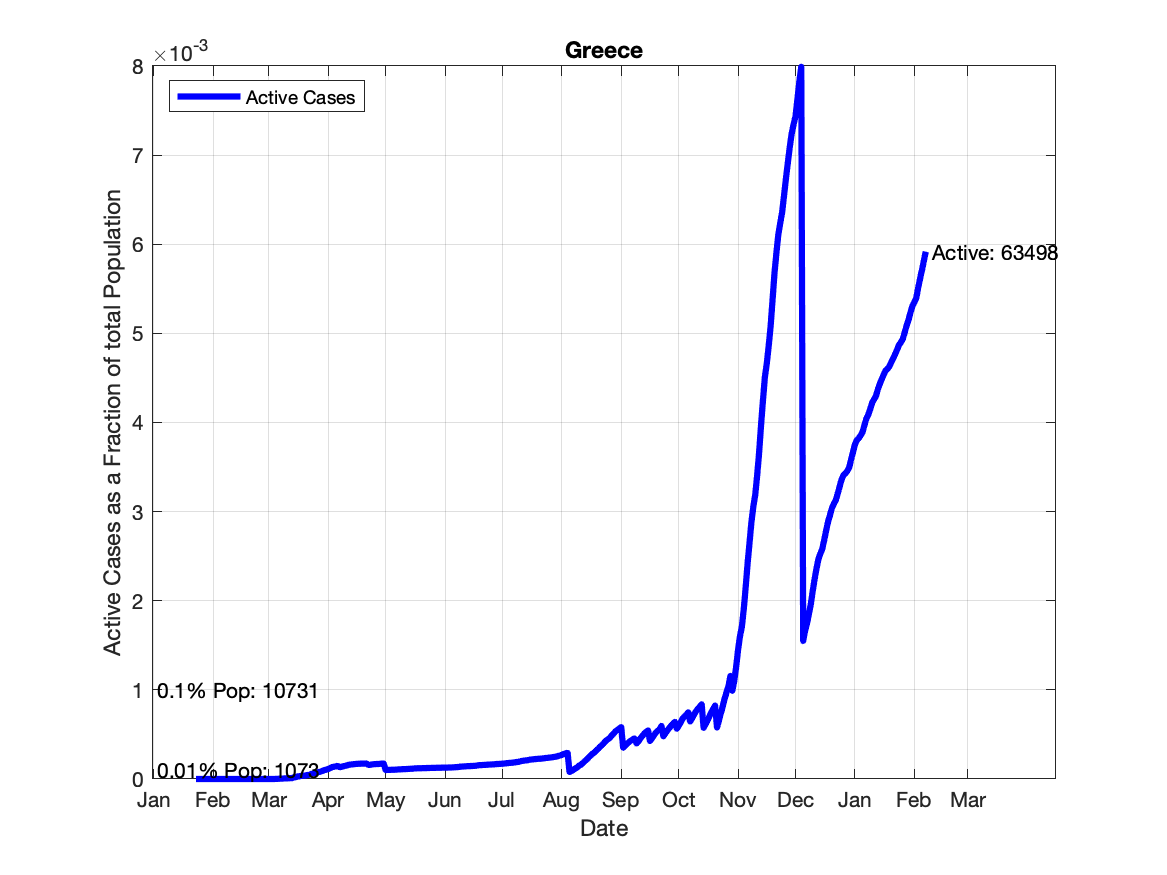 Greece
×10-3
Active Cases
8
7
6
5
4
3
2
1
0
Active Cases as a Fraction of total Population
Active: 63498
0.1% Pop: 10731
0.01% Pop: 1073
Jan Feb Mar Apr May Jun Jul Aug Sep Oct Nov Dec Jan Feb Mar
Date